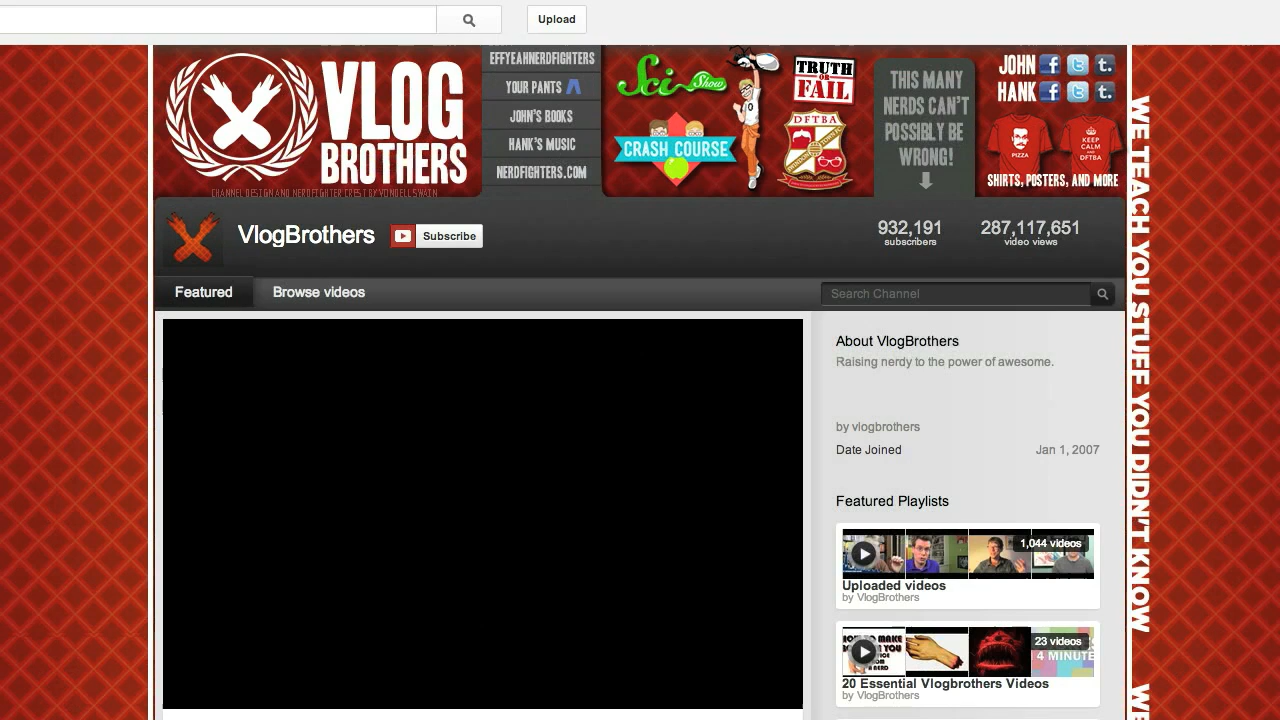 Upload
VLOG
BROTHERS
CHANNEL DESIGN AND NERDFIGHTER CREST BY VONDELLSWAIN
EFFYEAHNERDFIGHTERS
YOUR PANTS
JOHN'S BOOKS
HANK'S MUSIC
NERDFIGHTERS.COM
Sci Show
CRASH COURSE
TRUTH
OR
FAIL
DFTBA
THIS MANY
NERDS CAN'T
POSSIBLY BE
WRONG!
JOHN f t t.
HANK f t t.
PIZZA
KEEP
CALM
AND
DFTBA
SHIRTS, POSTERS, AND MORE
VlogBrothers
Subscribe
932,191
subscribers
287,117,651
video views
Featured
Browse videos
Search Channel
About VlogBrothers
Raising nerdy to the power of awesome.
by vlogbrothers
Date Joined Jan 1, 2007
Featured Playlists
1,044 videos
Uploaded videos
by VlogBrothers
23 videos
4 MINUTE
20 Essential Vlogbrothers Videos
by VlogBrothers
WE TEACH YOU STUFF YOU DIDN'T KNOW
WE